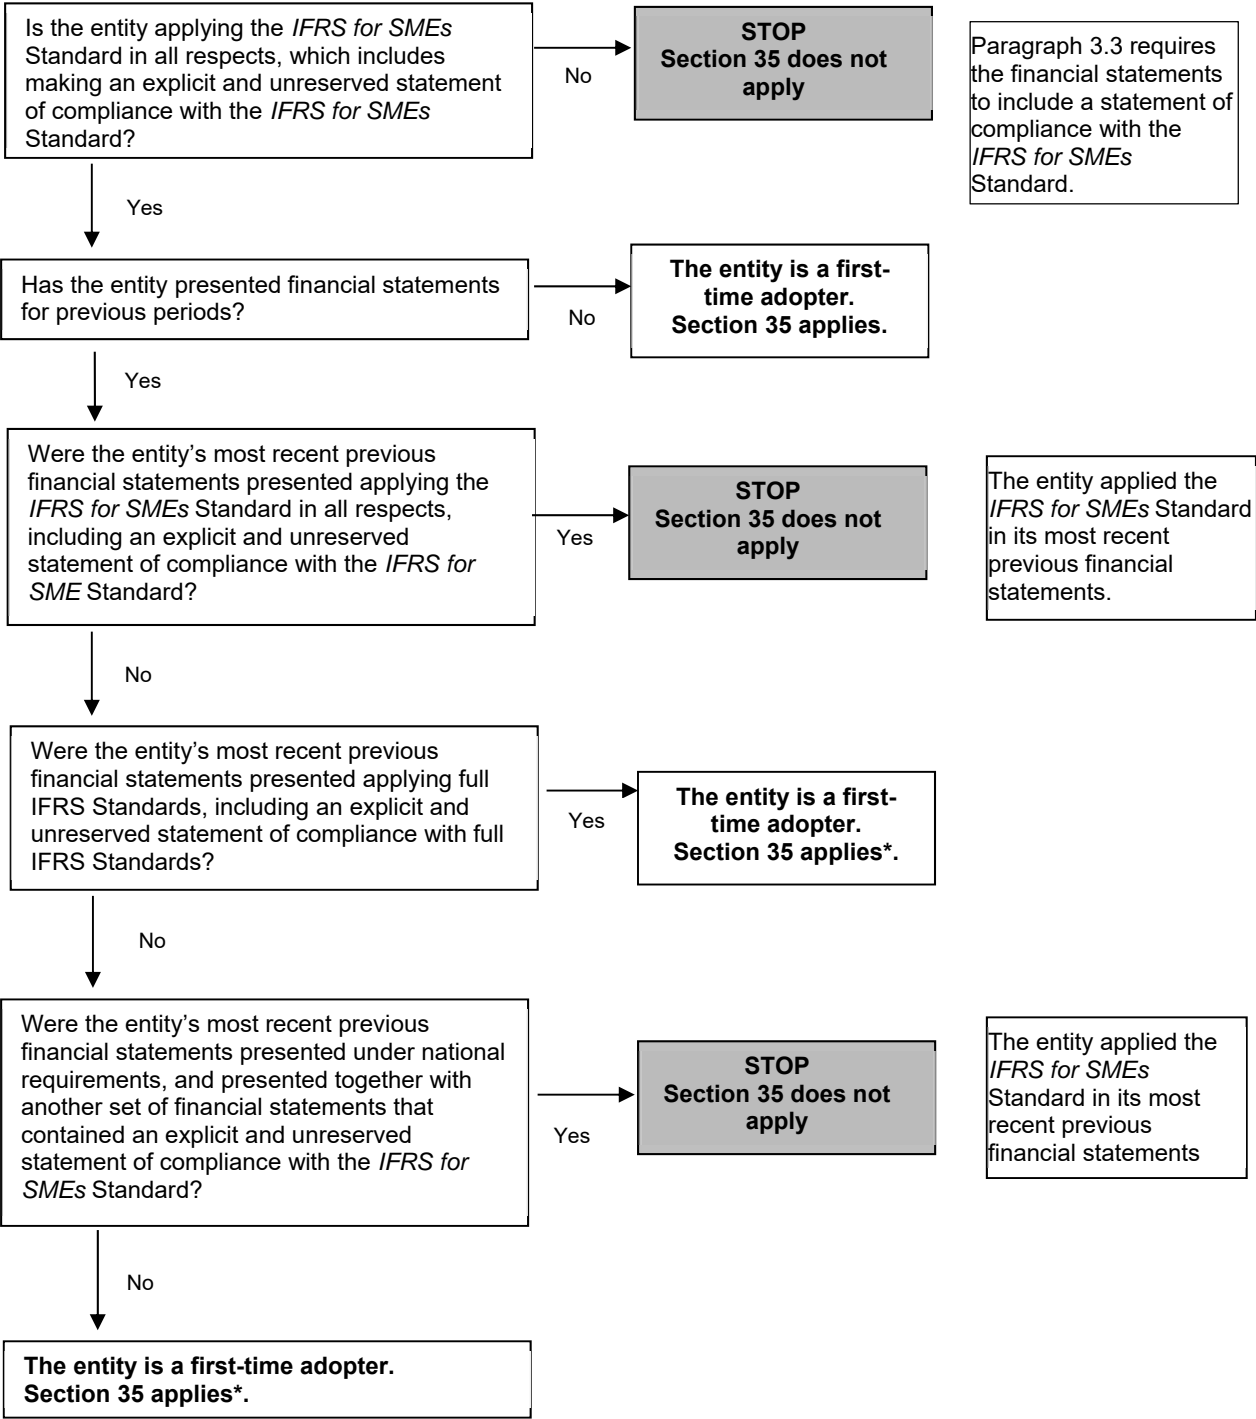 Is the entity applying the IFRS for SMEs
Standard in all respects, which includes
making an explicit and unreserved statement
of compliance with the IFRS for SMEs
Standard?
No
STOP
Section 35 does not
apply
Paragraph 3.3 requires
the financial statements
to include a statement of
compliance with the
IFRS for SMEs
Standard.
Yes
Has the entity presented financial statements
for previous periods?
No
The entity is a first-
time adopter.
Section 35 applies.
Yes
Were the entity’s most recent previous
financial statements presented applying the
IFRS for SMEs Standard in all respects,
including an explicit and unreserved
statement of compliance with the IFRS for
SME Standard?
Yes
STOP
Section 35 does not
apply
The entity applied the
IFRS for SMEs Standard
in its most recent
previous financial
statements.
No
Were the entity’s most recent previous
financial statements presented applying full
IFRS Standards, including an explicit and
unreserved statement of compliance with full
IFRS Standards?
Yes
The entity is a first-
time adopter.
Section 35 applies*.
No
Were the entity’s most recent previous
financial statements presented under national
requirements, and presented together with
another set of financial statements that
contained an explicit and unreserved
statement of compliance with the IFRS for
SMEs Standard?
Yes
STOP
Section 35 does not
apply
The entity applied the
IFRS for SMEs
Standard in its most
recent previous
financial statements
No
The entity is a first-time adopter.
Section 35 applies*.